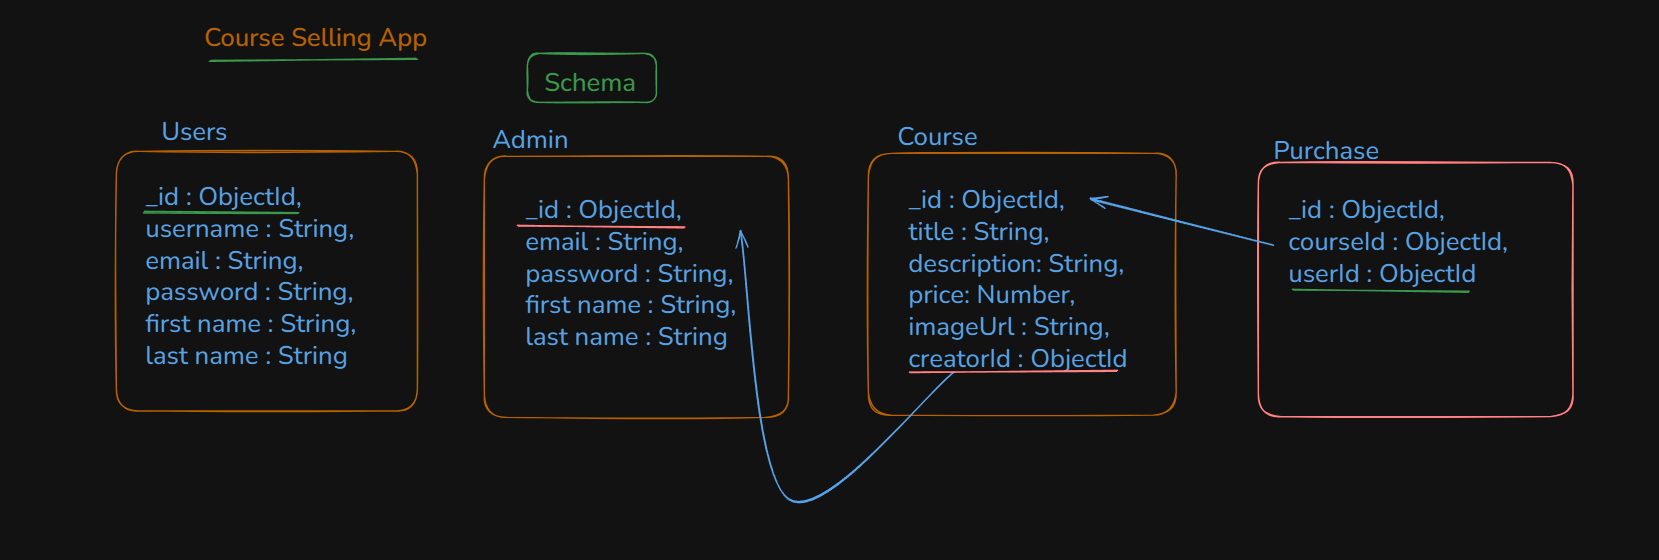 Course Selling App
Schema
Users
_id : ObjectId,
username : String,
email : String,
password : String,
first name : String,
last name : String
Admin
_id : ObjectId,
email : String,
password : String,
first name : String,
last name : String
Course
_id : ObjectId,
title : String,
description: String,
price: Number,
imageUrl : String,
creatorId : ObjectId
Purchase
_id : ObjectId,
courseId : ObjectId,
userId : ObjectId